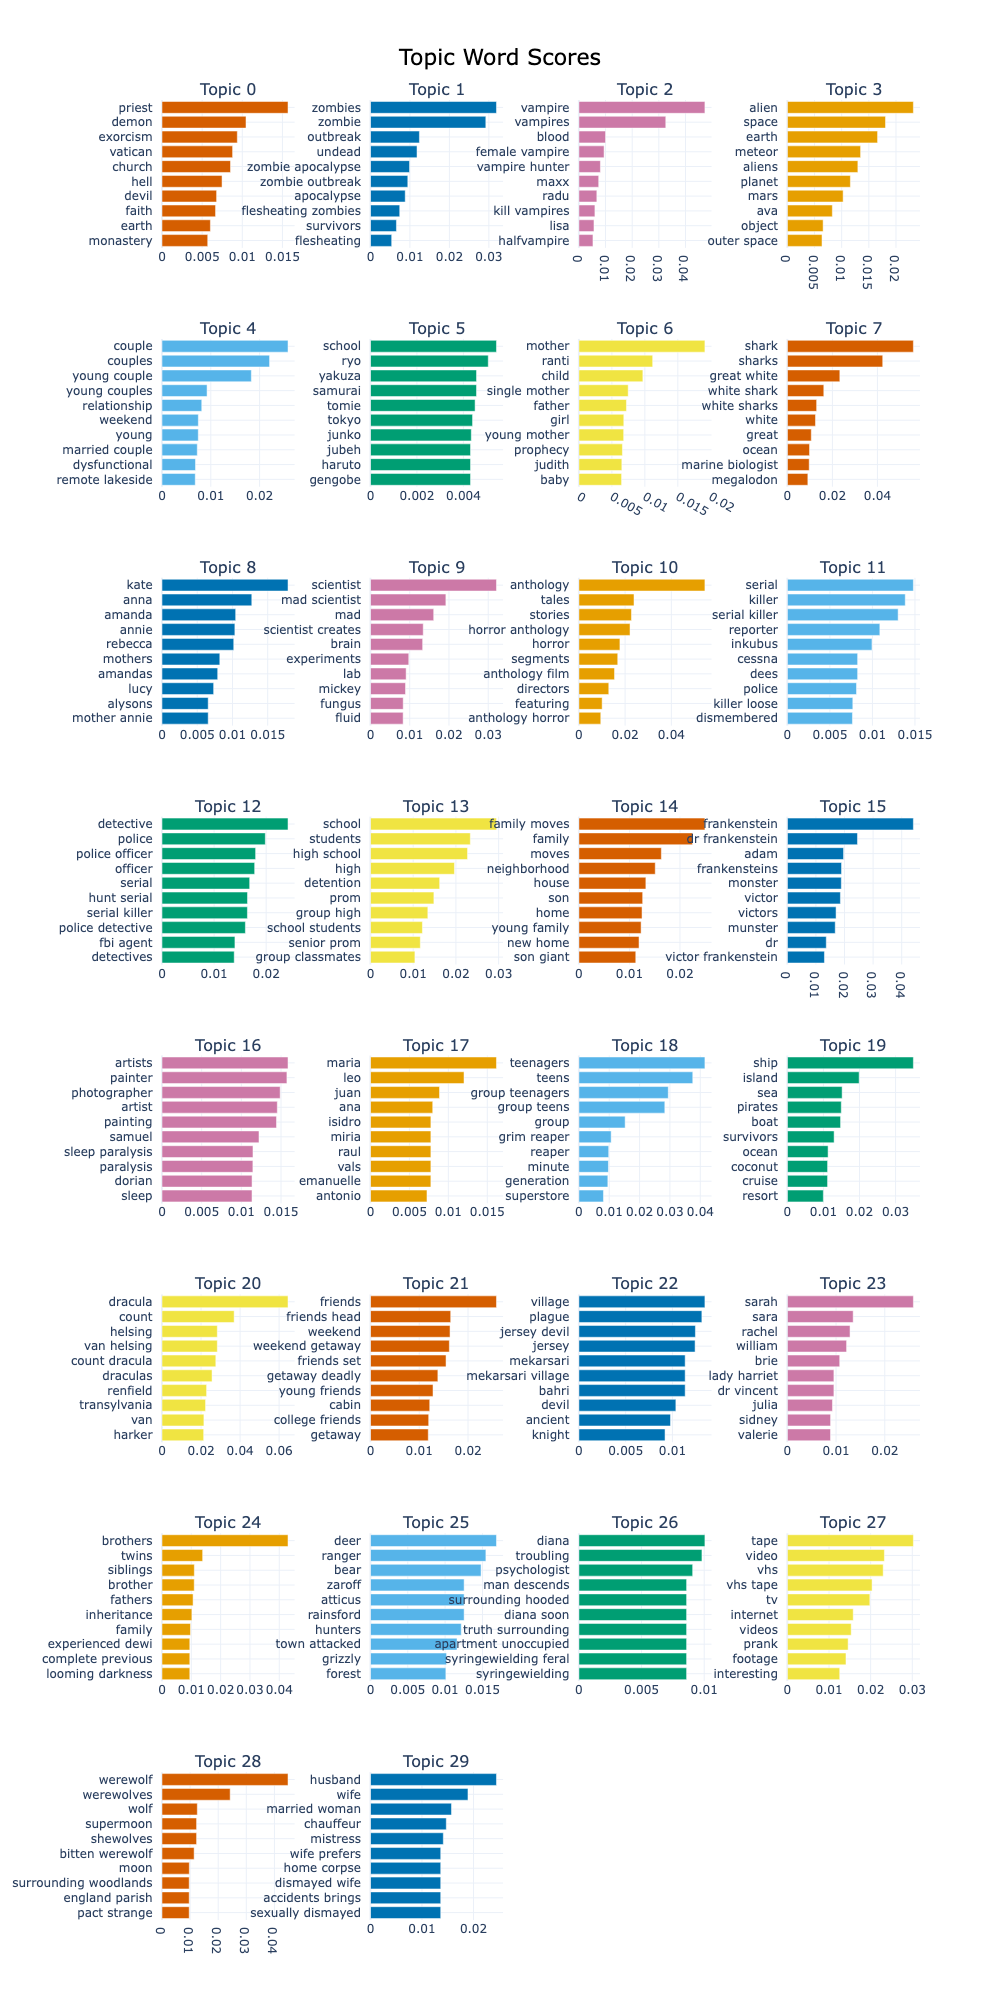 Topic Word Scores
Topic 0
priest
demon
exorcism
vatican
church
hell
devil
faith
earth
monastery
0 0.005 0.01 0.015
Topic 1
zombies
zombie
outbreak
undead
zombie apocalypse
zombie outbreak
apocalypse
flesheating zombies
survivors
flesheating
0 0.01 0.02 0.03
Topic 2
vampire
vampires
blood
female vampire
vampire hunter
maxx
radu
kill vampires
lisa
halfvampire
0 0.01 0.02 0.03 0.04
Topic 3
alien
space
earth
meteor
aliens
planet
mars
ava
object
outer space
0 0.005 0.01 0.015 0.02
Topic 4
couple
couples
young couple
young couples
relationship
weekend
young
married couple
dysfunctional
remote lakeside
0 0.01 0.02
Topic 5
school
ryo
yakuza
samurai
tomie
tokyo
junko
jubeh
haruto
gengobe
0 0.002 0.004
Topic 6
mother
ranti
child
single mother
father
girl
young mother
prophecy
judith
baby
0 0.005 0.01 0.015 0.02
Topic 7
shark
sharks
great white
white shark
white sharks
white
great
ocean
marine biologist
megalodon
0 0.02 0.04
Topic 8
kate
anna
amanda
annie
rebecca
mothers
amandas
lucy
alysons
mother annie
0 0.005 0.01 0.015
Topic 9
scientist
mad scientist
mad
scientist creates
brain
experiments
lab
mickey
fungus
fluid
0 0.01 0.02 0.03
Topic 10
anthology
tales
stories
horror anthology
horror
segments
anthology film
directors
featuring
anthology horror
0 0.02 0.04
Topic 11
serial
killer
serial killer
reporter
inkubus
cessna
dees
police
killer loose
dismembered
0 0.005 0.01 0.015
Topic 12
detective
police
police officer
officer
serial
hunt serial
serial killer
police detective
fbi agent
detectives
0 0.01 0.02
Topic 13
school
students
high school
high
detention
prom
group high
school students
senior prom
group classmates
0 0.01 0.02 0.03
Topic 14
family moves
family
moves
neighborhood
house
son
home
young family
new home
son giant
0 0.01 0.02
Topic 15
frankenstein
dr frankenstein
adam
frankensteins
monster
victor
victors
munster
dr
victor frankenstein
0 0.01 0.02 0.03 0.04
Topic 16
artists
painter
photographer
artist
painting
samuel
sleep paralysis
paralysis
dorian
sleep
0 0.005 0.01 0.015
Topic 17
maria
leo
juan
ana
isidro
miria
raul
vals
emanuelle
antonio
0 0.005 0.01 0.015
Topic 18
teenagers
teens
group teenagers
group teens
group
grim reaper
reaper
minute
generation
superstore
0 0.01 0.02 0.03 0.04
Topic 19
ship
island
sea
pirates
boat
survivors
ocean
coconut
cruise
resort
0 0.01 0.02 0.03
Topic 20
dracula
count
helsing
van helsing
count dracula
draculas
renfield
transylvania
van
harker
0 0.02 0.04 0.06
Topic 21
friends
friends head
weekend
weekend getaway
friends set
getaway deadly
young friends
cabin
college friends
getaway
0 0.01 0.02
Topic 22
village
plague
jersey devil
jersey
mekarsari
mekarsari village
bahri
devil
ancient
knight
0 0.005 0.01
Topic 23
sarah
sara
rachel
william
brie
lady harriet
dr vincent
julia
sidney
valerie
0 0.01 0.02
Topic 24
brothers
twins
siblings
brother
fathers
inheritance
family
experienced dewi
complete previous
looming darkness
0 0.01 0.02 0.03 0.04
Topic 25
deer
ranger
bear
zaroff
atticus
rainsford
hunters
town attacked
grizzly
forest
0 0.005 0.01 0.015
Topic 26
diana
troubling
psychologist
man descends
surrounding hooded
diana soon
truth surrounding
apartment unoccupied
syringewielding feral
syringewielding
0 0.005 0.01
Topic 27
tape
video
vhs
vhs tape
tv
internet
videos
prank
footage
interesting
0 0.01 0.02 0.03
Topic 28
werewolf
werewolves
wolf
supermoon
shewolves
bitten werewolf
moon
surrounding woodlands
england parish
pact strange
0 0.01 0.02 0.03 0.04
Topic 29
husband
wife
married woman
chauffeur
mistress
wife prefers
home corpse
dismayed wife
accidents brings
sexually dismayed
0 0.01 0.02